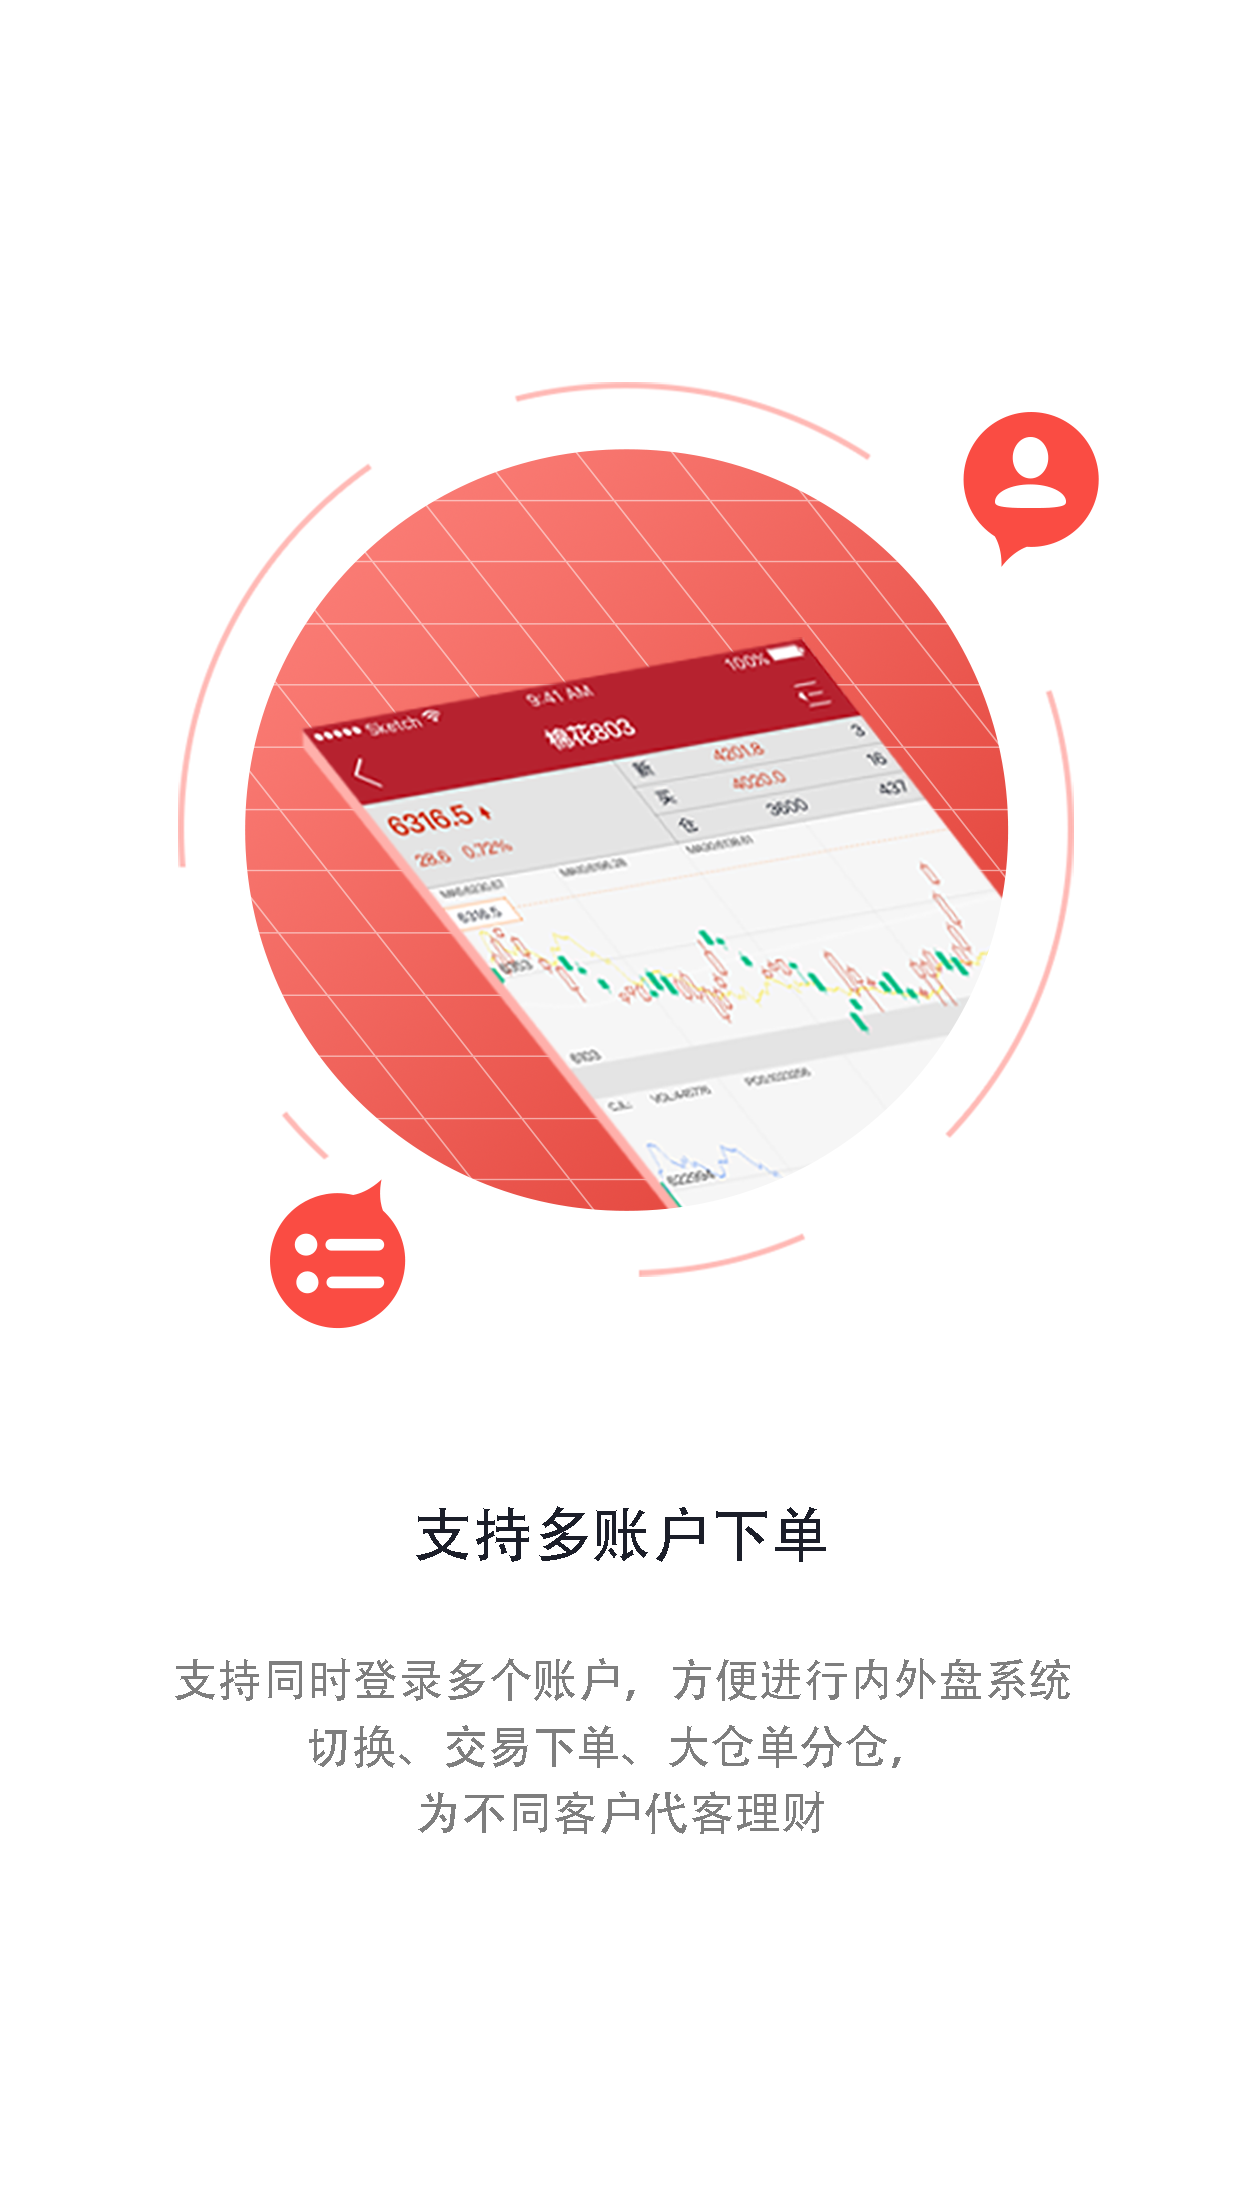 Sketch
9:41 AM
100%
棉花803
6316.5
28.6 0.72%
新 4201.8 3
买 4020.0 16
仓 3600 437
6316.5
6103
622994
支持多账户下单
支持同时登录多个账户，方便进行内外盘系统
切换、交易下单、大仓单分仓，
为不同客户代客理财